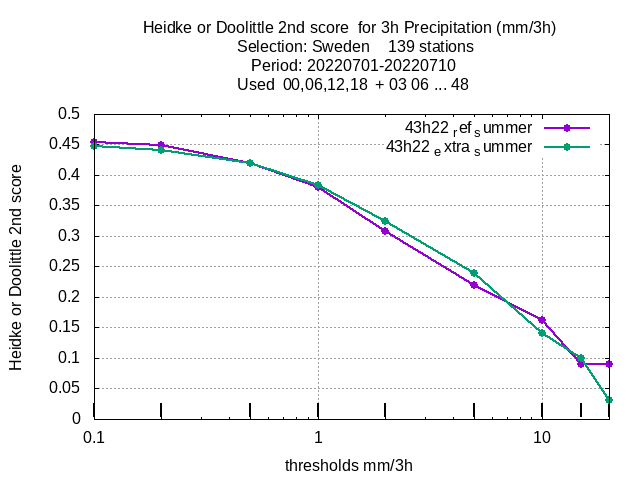 Heidke or Doolittle 2nd score for 3h Precipitation (mm/3h)
Selection: Sweden 139 stations
Period: 20220701-20220710
Used 00,06,12,18 + 03 06 ... 48
43h22 ref summer
43h22 extra summer
Heidke or Doolittle 2nd score
0.5
0.45
0.4
0.35
0.3
0.25
0.2
0.15
0.1
0.05
0
0.1 1 10
thresholds mm/3h